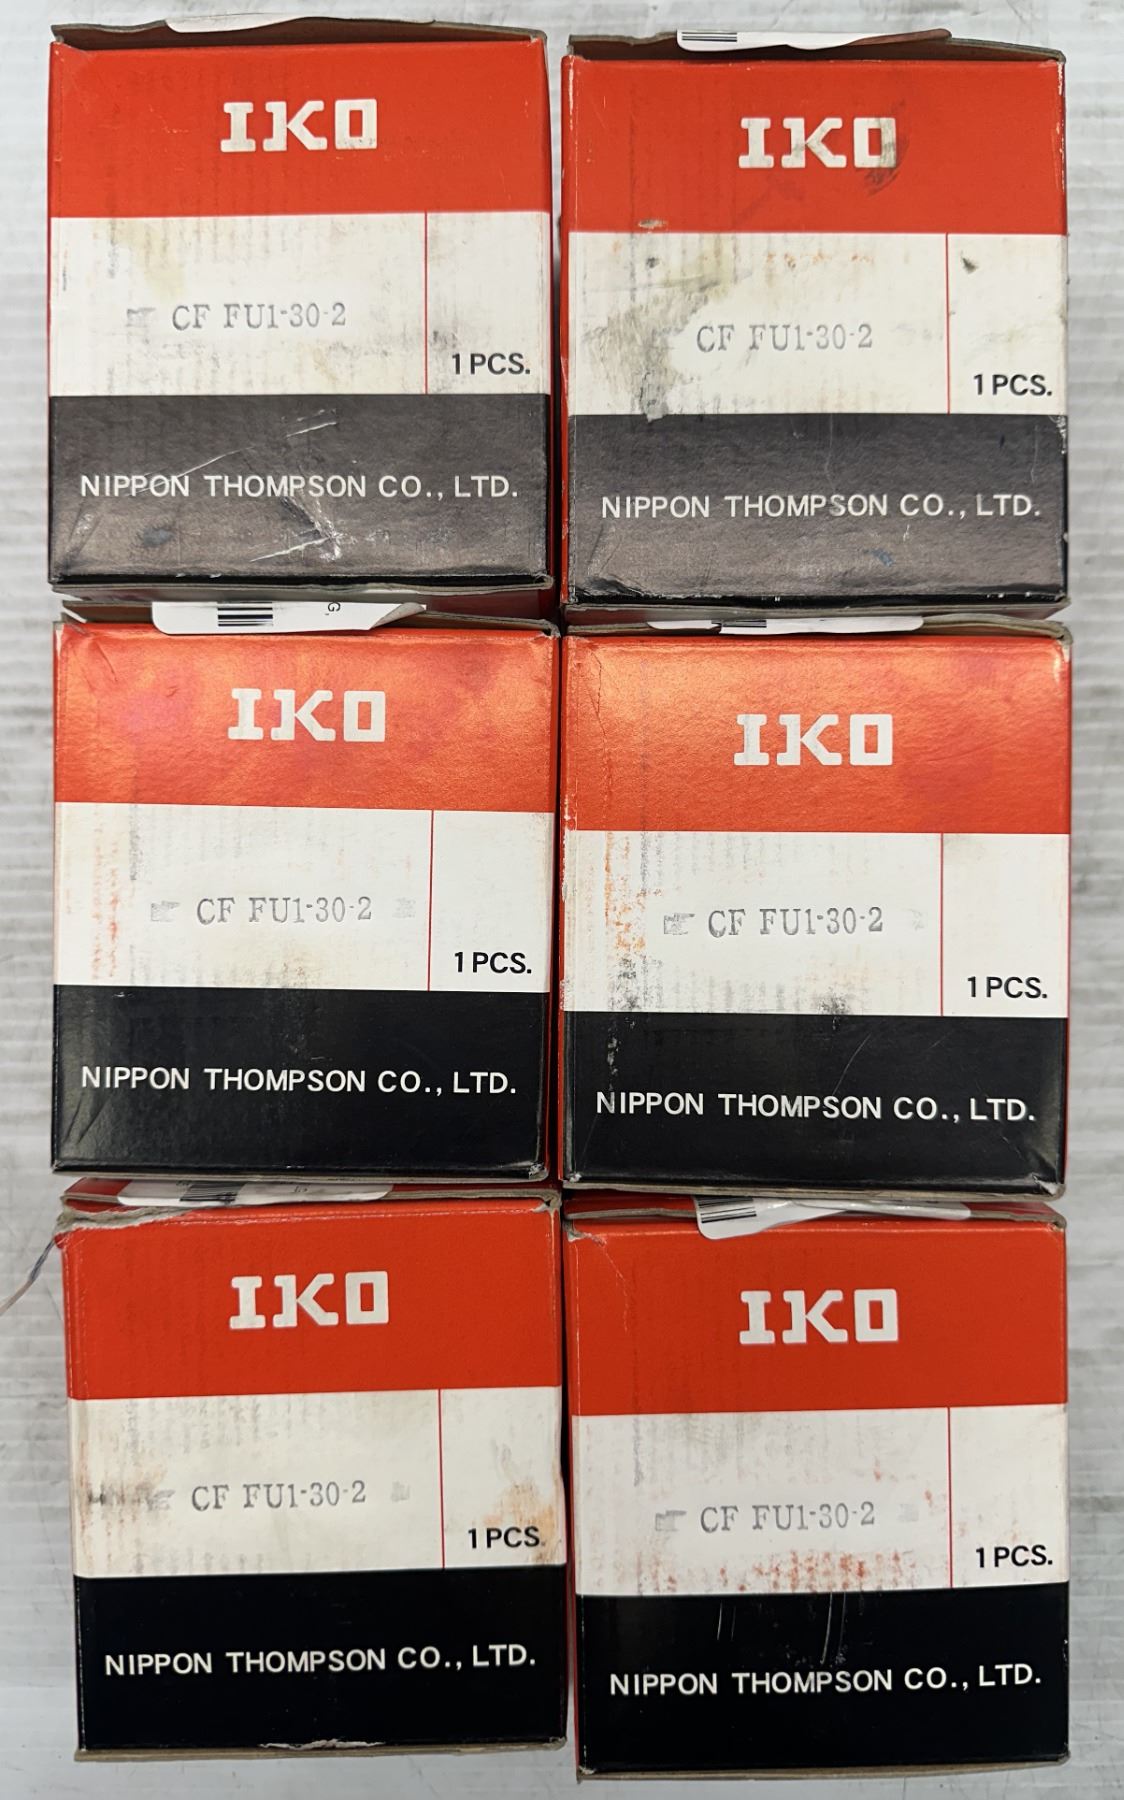 IKO
CF FU1-30-2
1 PCS.
NIPPON THOMPSON CO., LTD.
IKO
CF FU1-30-2
1 PCS.
NIPPON THOMPSON CO., LTD.
IKO
CF FU1-30-2
1 PCS.
NIPPON THOMPSON CO., LTD.
IKO
CF FU1-30-2
1 PCS.
NIPPON THOMPSON CO., LTD.
IKO
CF FU1-30-2
1 PCS.
NIPPON THOMPSON CO., LTD.
IKO
CF FU1-30-2
1 PCS.
NIPPON THOMPSON CO., LTD.